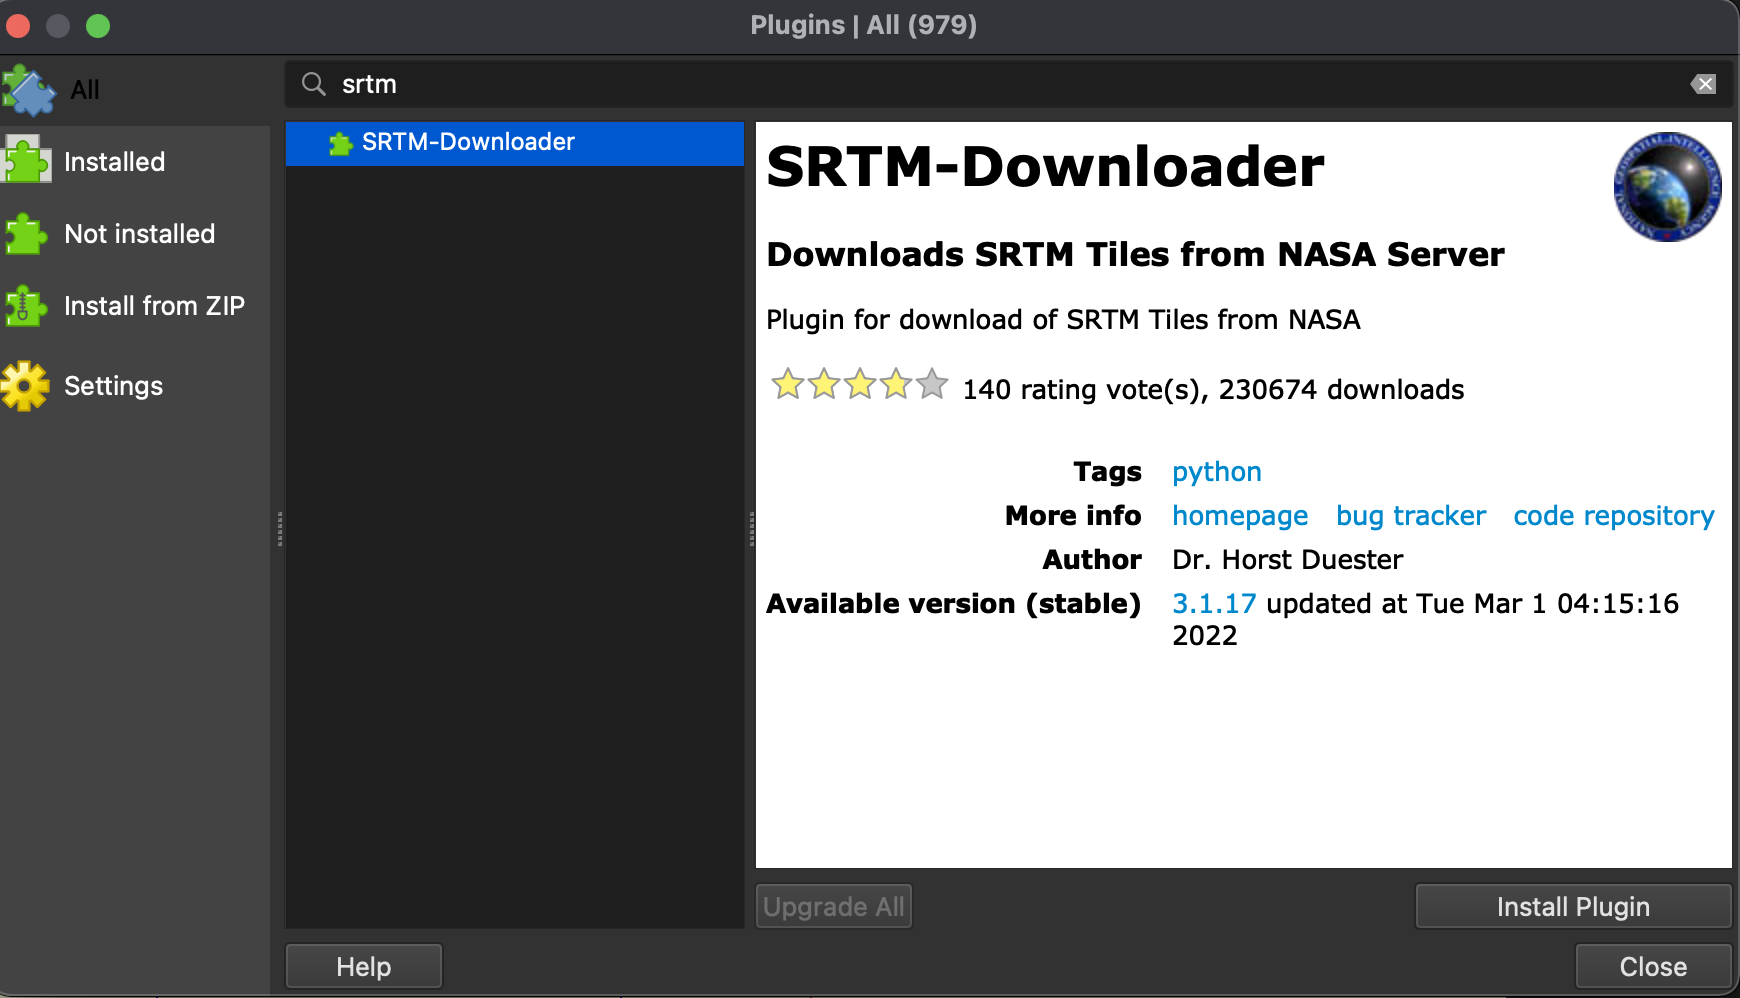 Plugins | All (979)
All
Installed
Not installed
Install from ZIP
Settings
srtm
SRTM-Downloader
SRTM-Downloader
Downloads SRTM Tiles from NASA Server
Plugin for download of SRTM Tiles from NASA
140 rating vote(s), 230674 downloads
Tags python
More info homepage bug tracker code repository
Author Dr. Horst Duester
Available version (stable) 3.1.17 updated at Tue Mar 1 04:15:16
2022
Upgrade All
Install Plugin
Help
Close